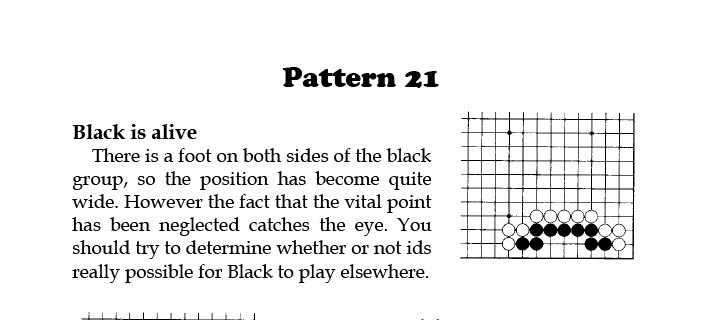 Pattern 21
Black is alive
There is a foot on both sides of the black
group, so the position has become quite
wide. However the fact that the vital point
has been neglected catches the eye. You
should try to determine whether or not ids
really possible for Black to play elsewhere.